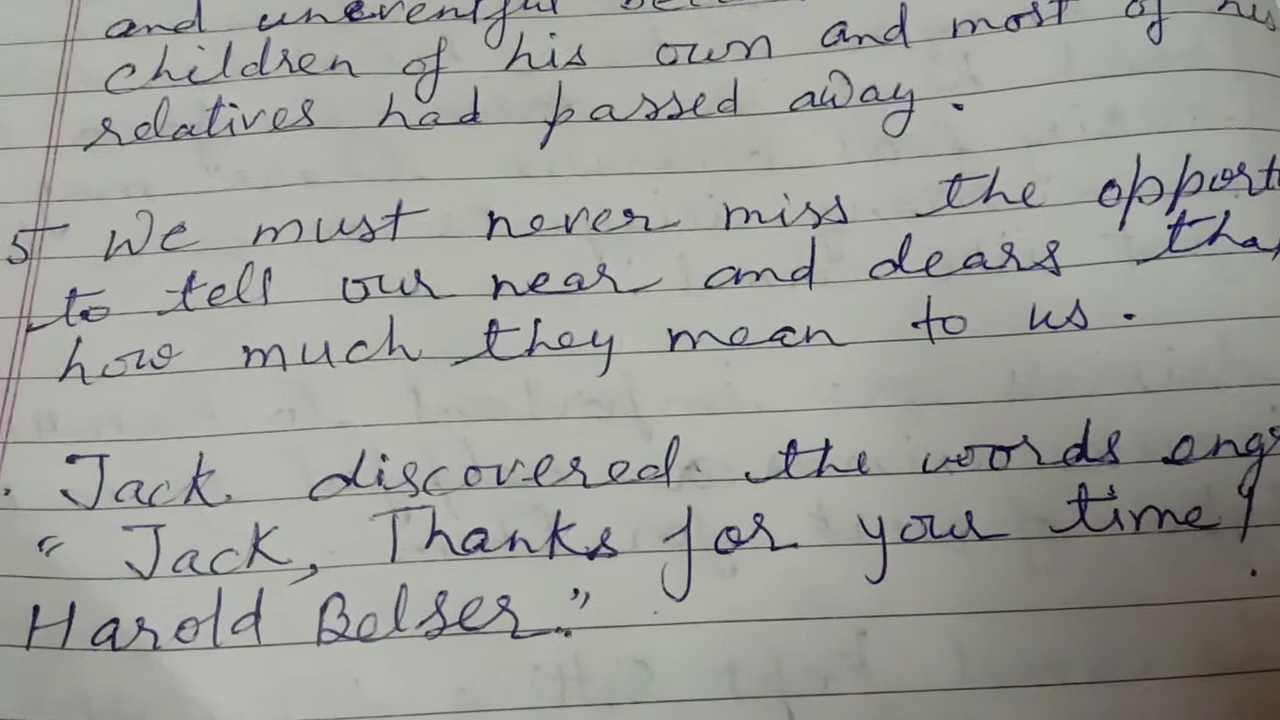 and uneventful
children of his own and most of
relatives had passed away.
5 We must never miss the opport
to tell our near and dears tha
how much they mean to us.
. Jack discovered the words eng
" Jack, Thanks for your time!
Harold Belser."